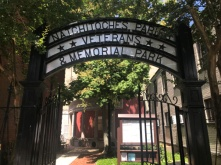 NATCHITOCHES PARISH
VETERANS
& MEMORIAL PARK